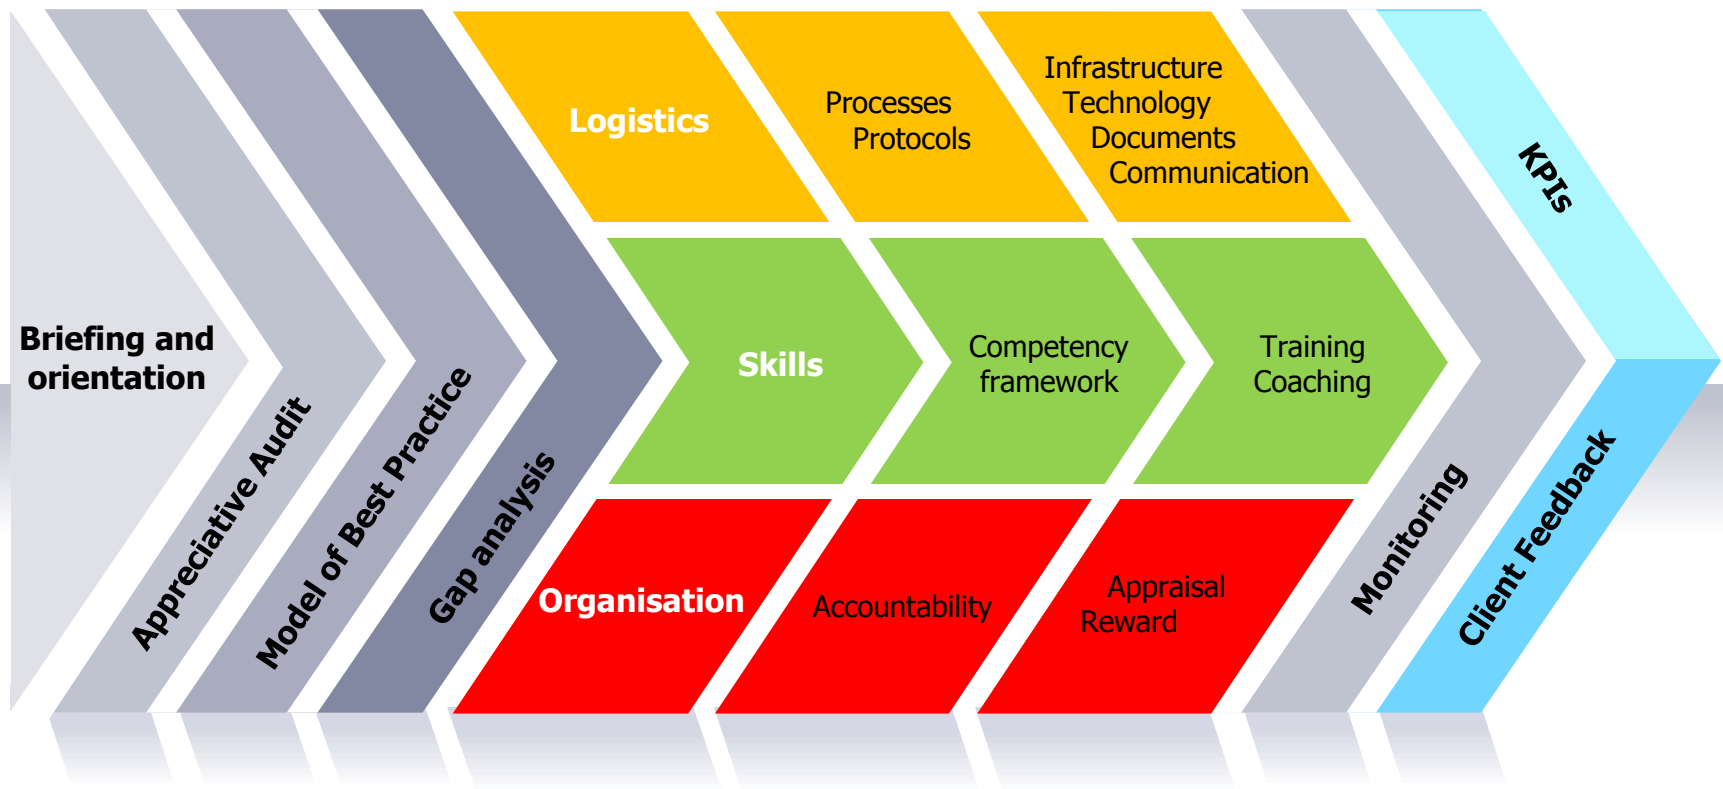 Briefing and
orientation
Appreciative Audit
Model of Best Practice
Gap analysis
Logistics
Processes
Protocols
Infrastructure
Technology
Documents
Communication
Skills
Competency
framework
Training
Coaching
Organisation
Accountability
Appraisal
Reward
Monitoring
KPIs
Client Feedback